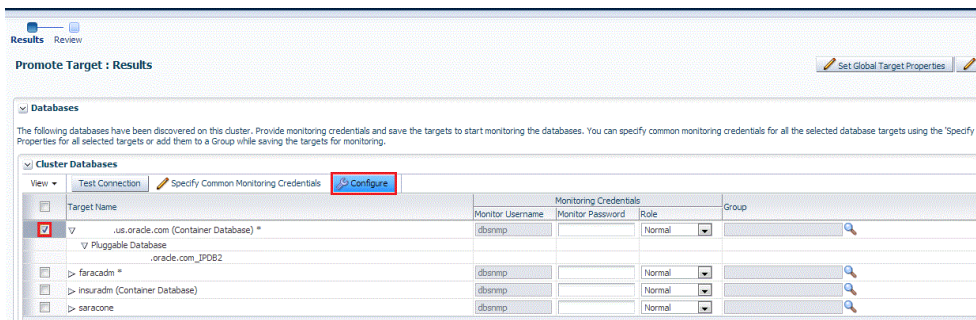 Results Review
Promote Target : Results
Set Global Target Properties
Databases
The following databases have been discovered on this cluster. Provide monitoring credentials and save the targets to start monitoring the databases. You can specify common monitoring credentials for all the selected database targets using the 'Specify
Properties for all selected targets or add them to a Group while saving the targets for monitoring.
Cluster Databases
View Test Connection Specify Common Monitoring Credentials Configure
Target Name Monitoring Credentials Group
Monitor Username Monitor Password Role
.us.oracle.com (Container Database) * dbsnmp Normal
Pluggable Database
.oracle.com_IPDB2
faracadm * dbsnmp Normal
insuradm (Container Database) dbsnmp Normal
saracone dbsnmp Normal